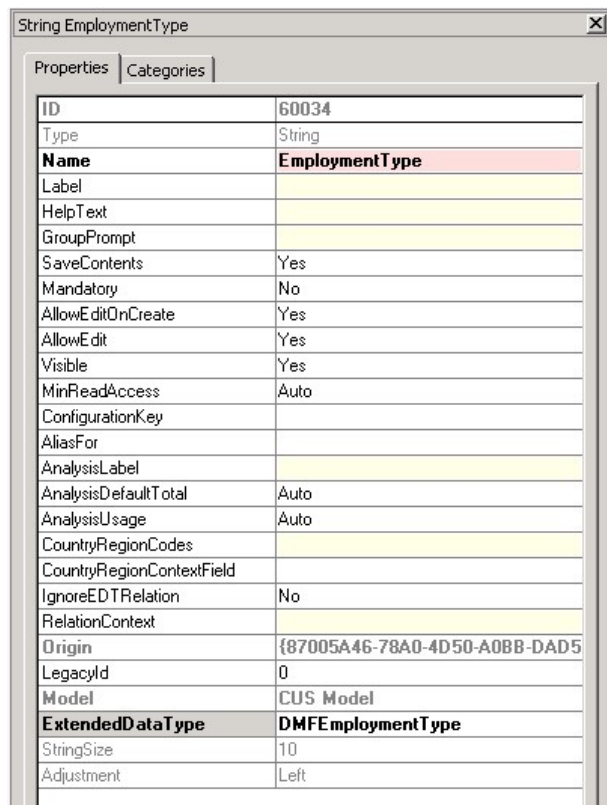 String EmploymentType
Properties Categories
ID 60034
Type String
Name EmploymentType
Label
HelpText
GroupPrompt
SaveContents Yes
Mandatory No
AllowEditOnCreate Yes
AllowEdit Yes
Visible Yes
MinReadAccess Auto
ConfigurationKey
AliasFor
AnalysisLabel
AnalysisDefaultTotal Auto
AnalysisUsage Auto
CountryRegionCodes
CountryRegionContextField
IgnoreEDTRelation No
RelationContext
Origin {87005A46-78A0-4D50-A0BB-DAD5
LegacyId 0
Model CUS Model
ExtendedDataType DMFEmploymentType
StringSize 10
Adjustment Left